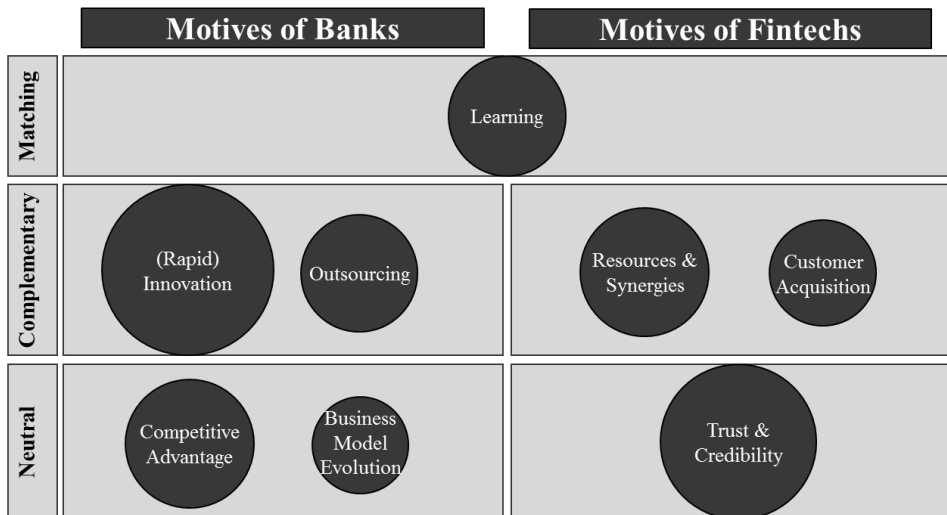 Motives of Banks
Motives of Fintechs
Matching
Learning
Complementary
(Rapid)
Innovation
Outsourcing
Resources &
Synergies
Customer
Acquisition
Neutral
Competitive
Advantage
Business
Model
Evolution
Trust &
Credibility